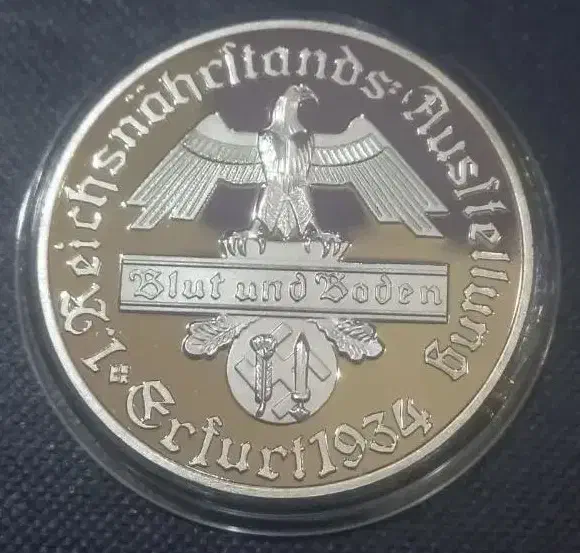 1. Reichsnährstands=Ausstellung
Blut und Boden
Erfurt 1934